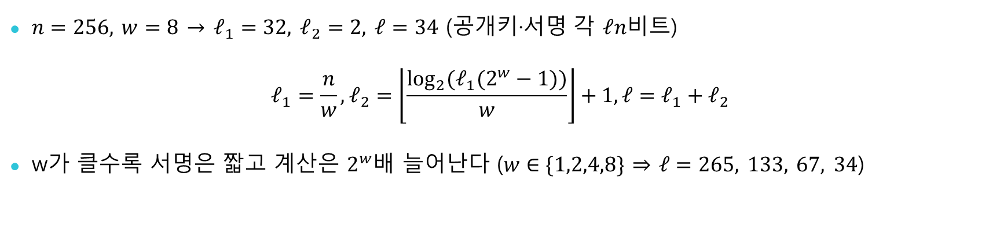 • n = 256, w = 8 → ℓ₁ = 32, ℓ₂ = 2, ℓ = 34 (공개키·서명 각 ℓn비트)
ℓ₁ = n/w, ℓ₂ = ⌊log₂(ℓ₁(2ʷ − 1))/w⌋ + 1, ℓ = ℓ₁ + ℓ₂
• w가 클수록 서명은 짧고 계산은 2ʷ배 늘어난다 (w ∈ {1,2,4,8} ⇒ ℓ = 265, 133, 67, 34)